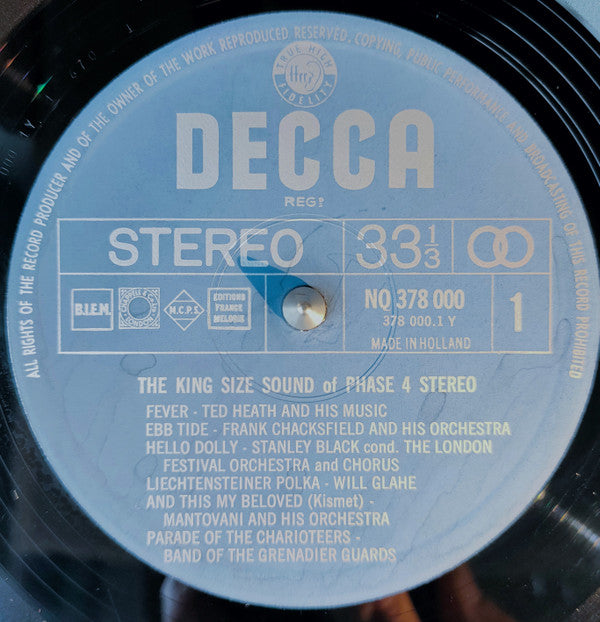 ALL RIGHTS OF THE RECORD PRODUCER AND OF THE OWNER OF THE WORK REPRODUCED RESERVED. COPYING, PUBLIC PERFORMANCE AND BROADCASTING OF THIS RECORD PROHIBITED
TRUE HIGH
ffrr
FIDELITY
DECCA
REGD
STEREO
33 1/3
B.I.E.M.
M.C.P.S.
EDITIONS
FRANCE
MELODIE
NQ 378 000
378 000.1 Y
MADE IN HOLLAND
1
THE KING SIZE SOUND of PHASE 4 STEREO
FEVER - TED HEATH AND HIS MUSIC
EBB TIDE - FRANK CHACKSFIELD AND HIS ORCHESTRA
HELLO DOLLY - STANLEY BLACK cond. THE LONDON
FESTIVAL ORCHESTRA and CHORUS
LIECHTENSTEINER POLKA - WILL GLAHE
AND THIS MY BELOVED (Kismet) -
MANTOVANI AND HIS ORCHESTRA
PARADE OF THE CHARIOTEERS -
BAND OF THE GRENADIER GUARDS